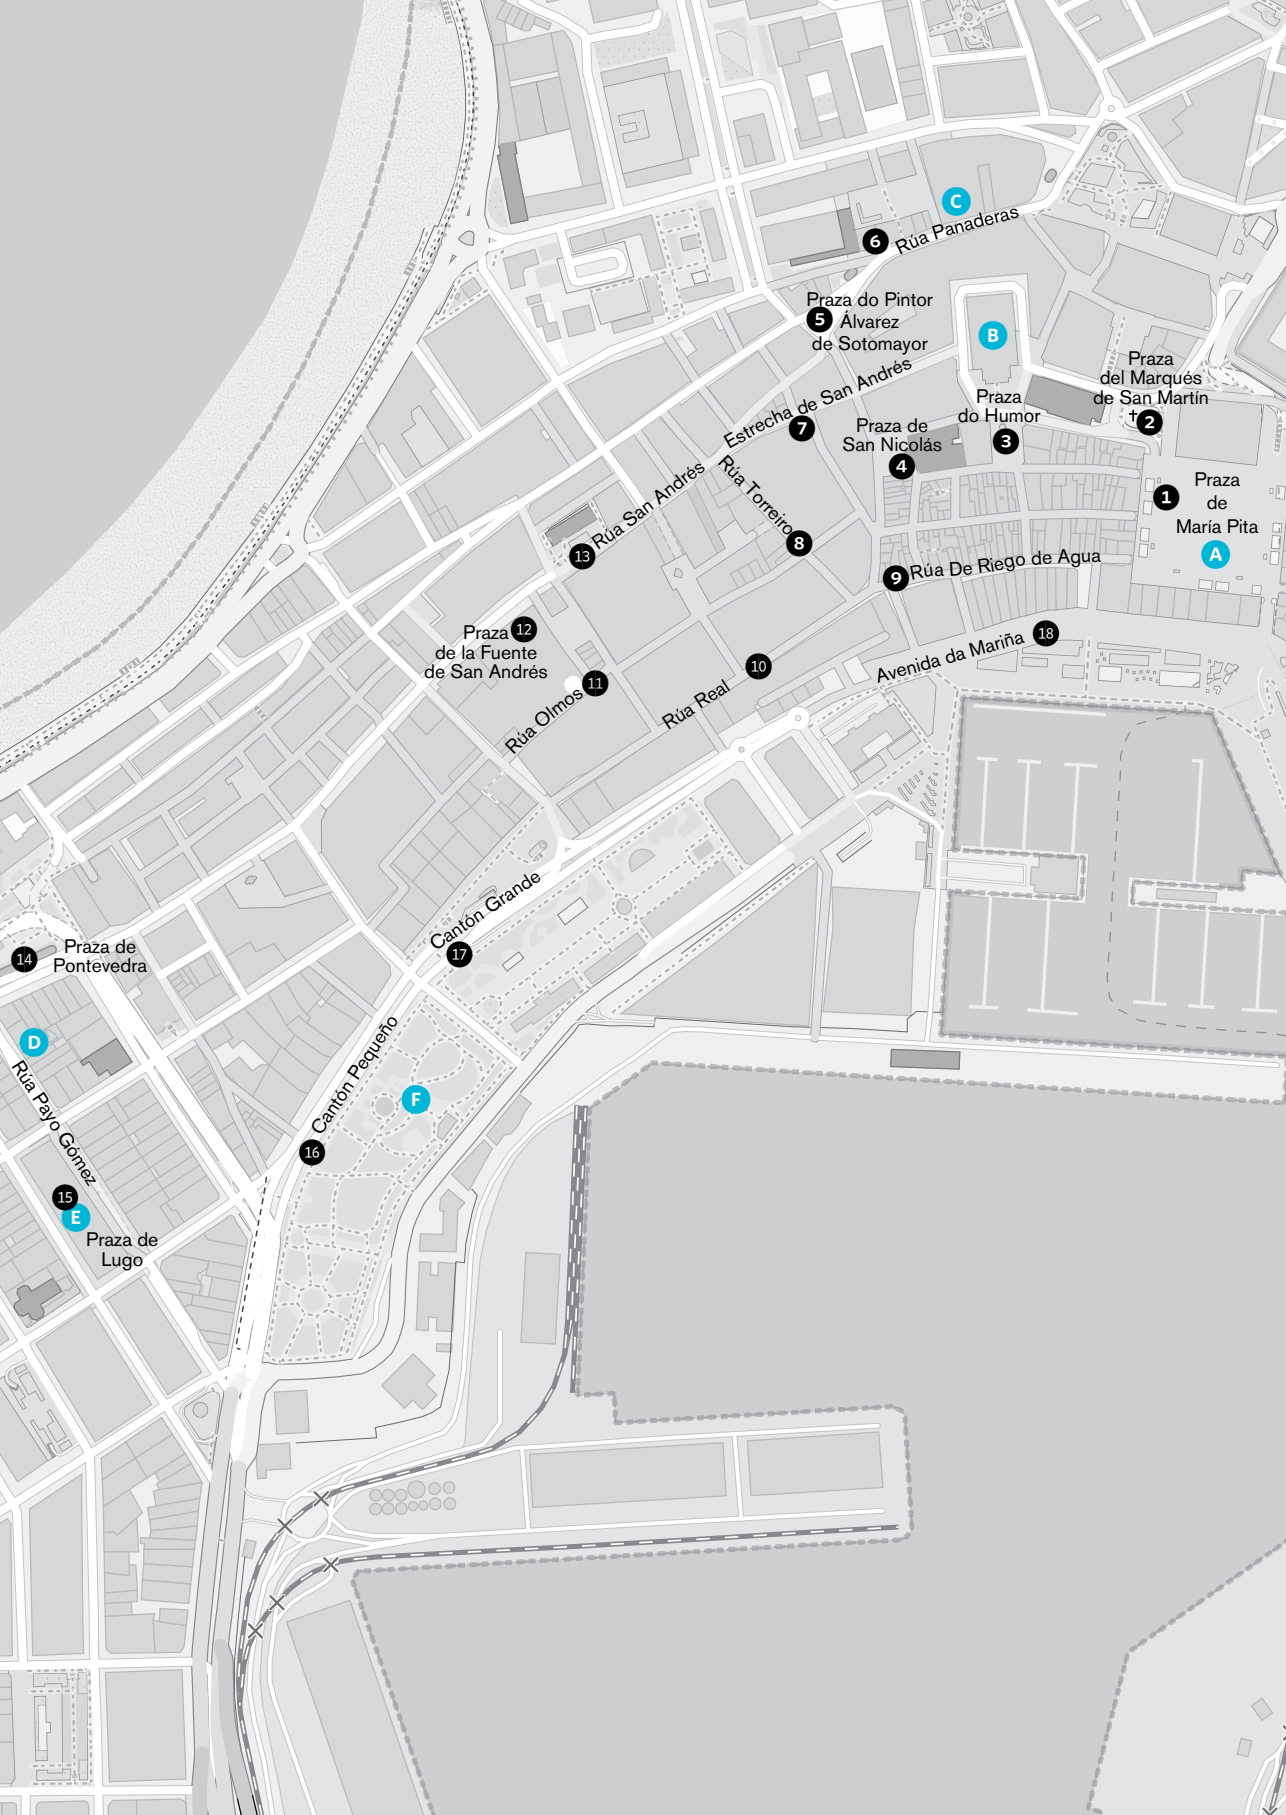 C
6
Rúa Panaderas
Praza do Pintor
5
Álvarez
de Sotomayor
B
Praza
del Marqués
de San Martín
2
Estrecha de San Andrés
7
Praza
do Humor
3
Praza de
San Nicolás
4
Praza
de
María Pita
1
A
Rúa San Andrés
13
Rúa Torreiro
8
9
Rúa De Riego de Agua
18
Avenida da Mariña
Praza
12
de la Fuente
de San Andrés
11
Rúa Olmos
10
Rúa Real
Cantón Grande
17
14
Praza de
Pontevedra
D
Rúa Payo Gómez
Cantón Pequeño
F
16
15
E
Praza de
Lugo